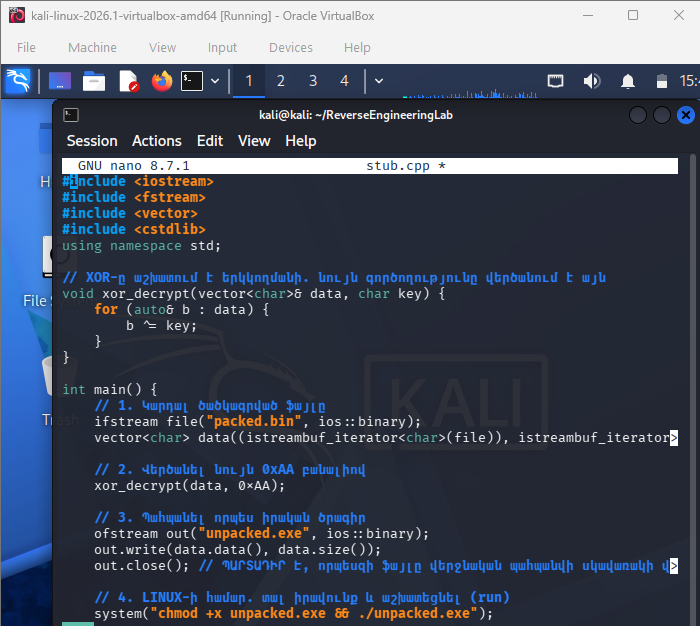 kali-linux-2026.1-virtualbox-amd64 [Running] - Oracle VirtualBox
File Machine View Input Devices Help
1 2 3 4 15:
kali@kali: ~/ReverseEngineeringLab
Session Actions Edit View Help
GNU nano 8.7.1 stub.cpp *
#include <iostream>
#include <fstream>
#include <vector>
#include <cstdlib>
using namespace std;
// XOR-ը աշխատում է երկկողմանի. նույն գործողությունը վերծանում է այն
void xor_decrypt(vector<char>& data, char key) {
for (auto& b : data) {
b ^= key;
}
}
int main() {
// 1. Կարդալ ծածկագրված ֆայլը
ifstream file("packed.bin", ios::binary);
vector<char> data((istreambuf_iterator<char>(file)), istreambuf_iterator>
// 2. Վերծանել նույն 0xAA բանալիով
xor_decrypt(data, 0×AA);
// 3. Պահպանել որպես իրական ծրագիր
ofstream out("unpacked.exe", ios::binary);
out.write(data.data(), data.size());
out.close(); // ՊԱՐՏԱԴԻՐ է, որպեսզի ֆայլը վերջնական պահպանվի սկավառակի վ>
// 4. LINUX-ի համար. տալ իրավունք և աշխատեցնել (run)
system("chmod +x unpacked.exe && ./unpacked.exe");
H
File S
Tra
KALI